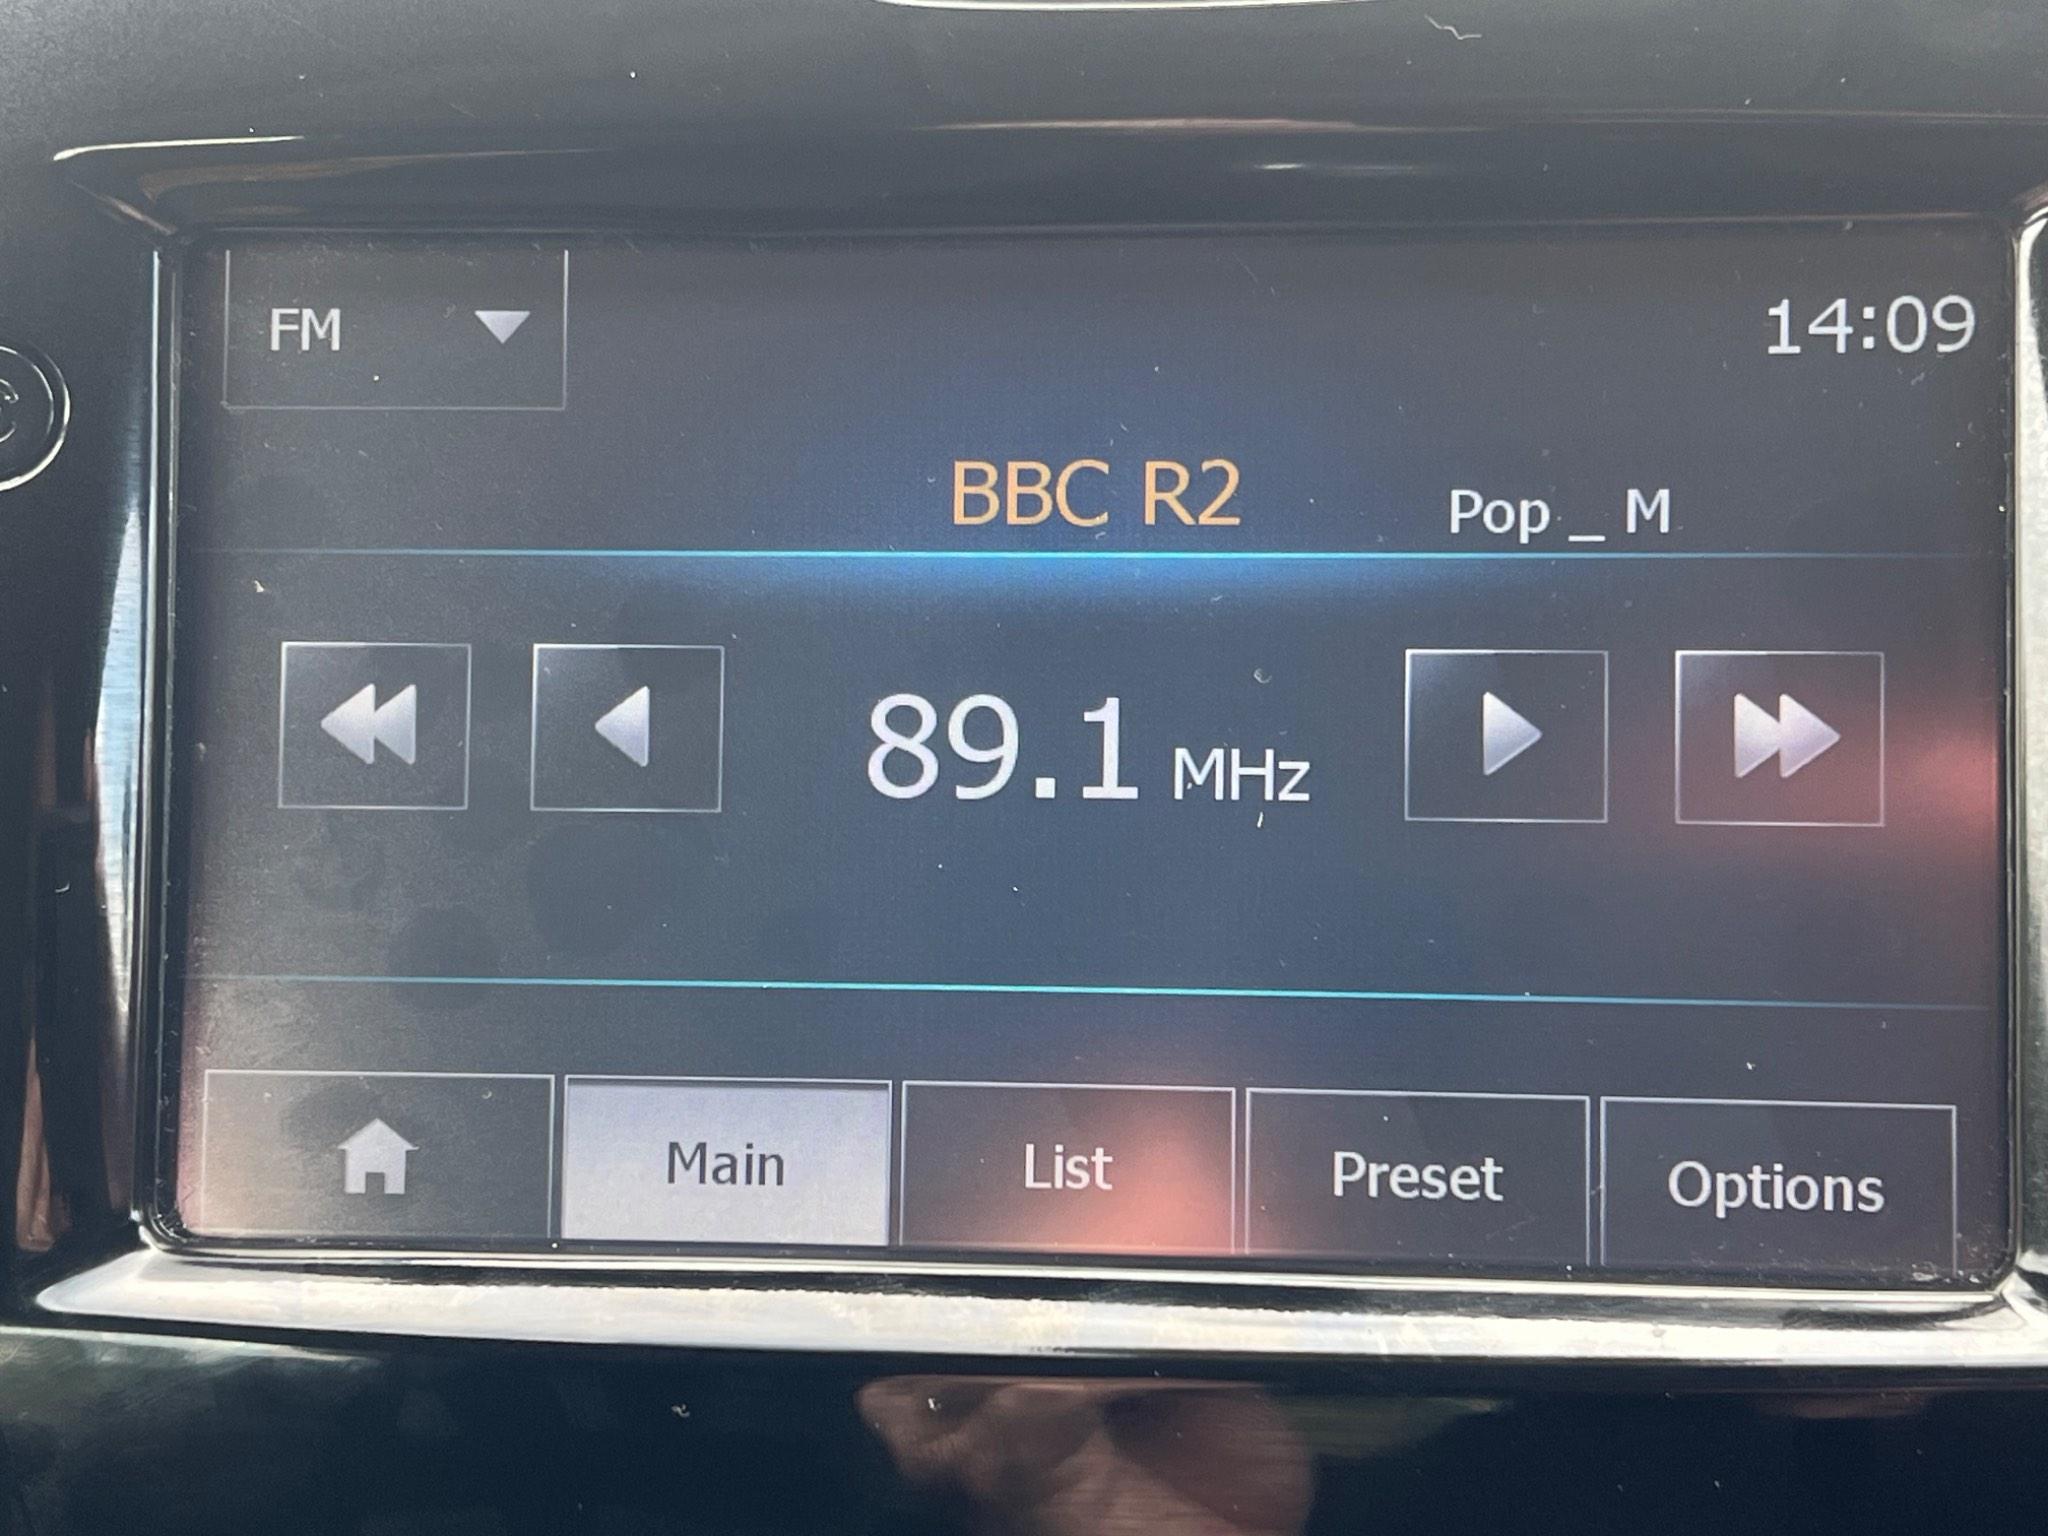 FM
14:09
BBC R2
Pop _ M
89.1 MHz
Main
List
Preset
Options